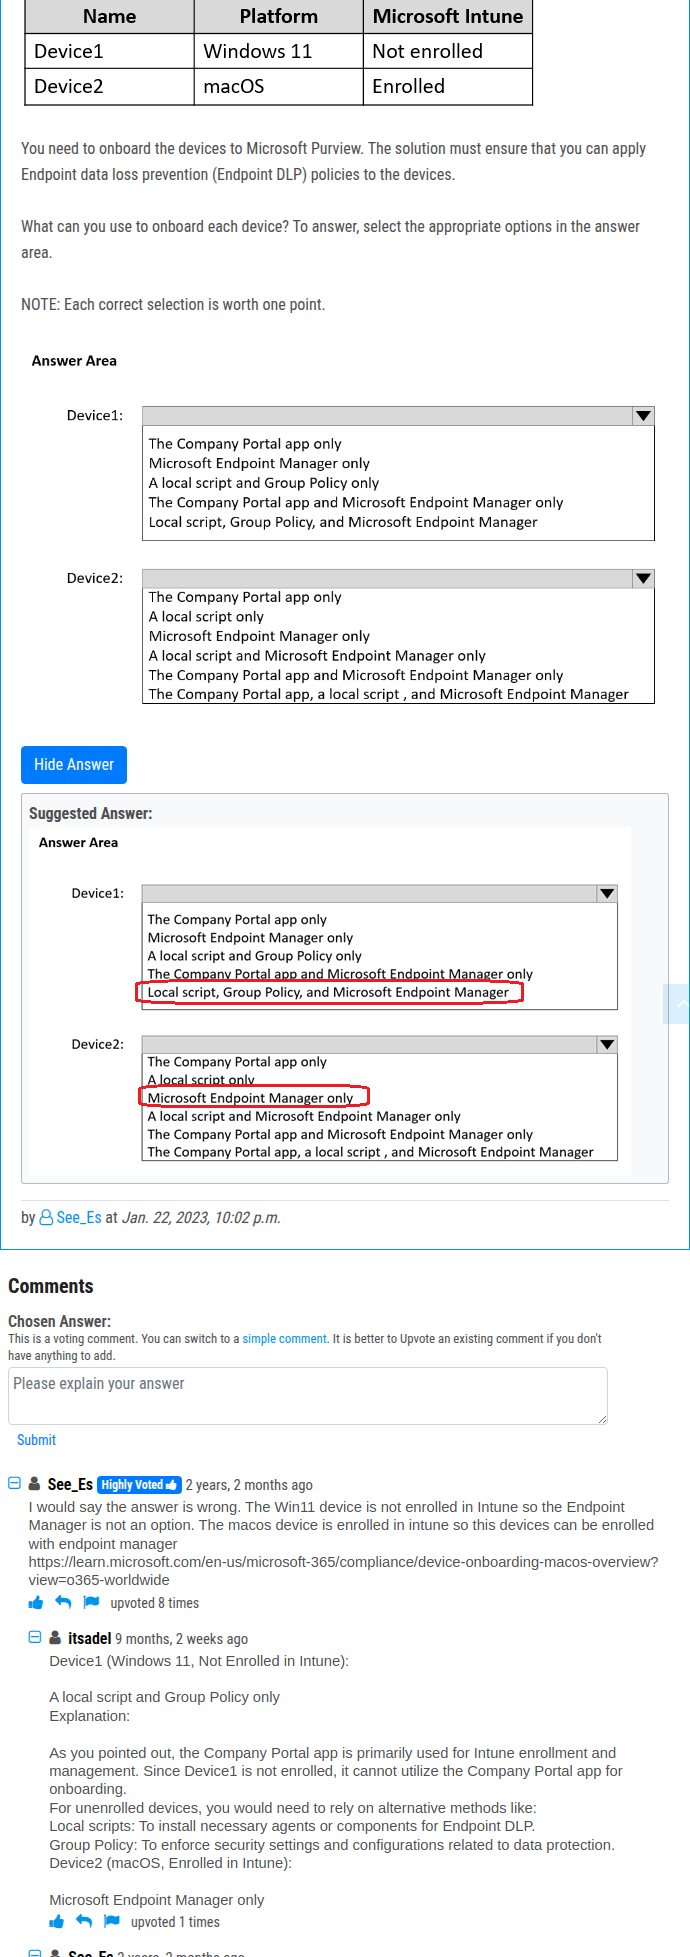 Name Platform Microsoft Intune
Device1 Windows 11 Not enrolled
Device2 macOS Enrolled
You need to onboard the devices to Microsoft Purview. The solution must ensure that you can apply
Endpoint data loss prevention (Endpoint DLP) policies to the devices.
What can you use to onboard each device? To answer, select the appropriate options in the answer
area.
NOTE: Each correct selection is worth one point.
Answer Area
Device1:
The Company Portal app only
Microsoft Endpoint Manager only
A local script and Group Policy only
The Company Portal app and Microsoft Endpoint Manager only
Local script, Group Policy, and Microsoft Endpoint Manager
Device2:
The Company Portal app only
A local script only
Microsoft Endpoint Manager only
A local script and Microsoft Endpoint Manager only
The Company Portal app and Microsoft Endpoint Manager only
The Company Portal app, a local script , and Microsoft Endpoint Manager
Hide Answer
Suggested Answer:
Answer Area
Device1:
The Company Portal app only
Microsoft Endpoint Manager only
A local script and Group Policy only
The Company Portal app and Microsoft Endpoint Manager only
Local script, Group Policy, and Microsoft Endpoint Manager
Device2:
The Company Portal app only
A local script only
Microsoft Endpoint Manager only
A local script and Microsoft Endpoint Manager only
The Company Portal app and Microsoft Endpoint Manager only
The Company Portal app, a local script , and Microsoft Endpoint Manager
by See_Es at Jan. 22, 2023, 10:02 p.m.
Comments
Chosen Answer:
This is a voting comment. You can switch to a simple comment. It is better to Upvote an existing comment if you don't
have anything to add.
Please explain your answer
Submit
See_Es Highly Voted 2 years, 2 months ago
I would say the answer is wrong. The Win11 device is not enrolled in Intune so the Endpoint
Manager is not an option. The macos device is enrolled in intune so this devices can be enrolled
with endpoint manager
https://learn.microsoft.com/en-us/microsoft-365/compliance/device-onboarding-macos-overview?
view=o365-worldwide
upvoted 8 times
itsadel 9 months, 2 weeks ago
Device1 (Windows 11, Not Enrolled in Intune):
A local script and Group Policy only
Explanation:
As you pointed out, the Company Portal app is primarily used for Intune enrollment and
management. Since Device1 is not enrolled, it cannot utilize the Company Portal app for
onboarding.
For unenrolled devices, you would need to rely on alternative methods like:
Local scripts: To install necessary agents or components for Endpoint DLP.
Group Policy: To enforce security settings and configurations related to data protection.
Device2 (macOS, Enrolled in Intune):
Microsoft Endpoint Manager only
upvoted 1 times
See_Es 2 years, 2 months ago